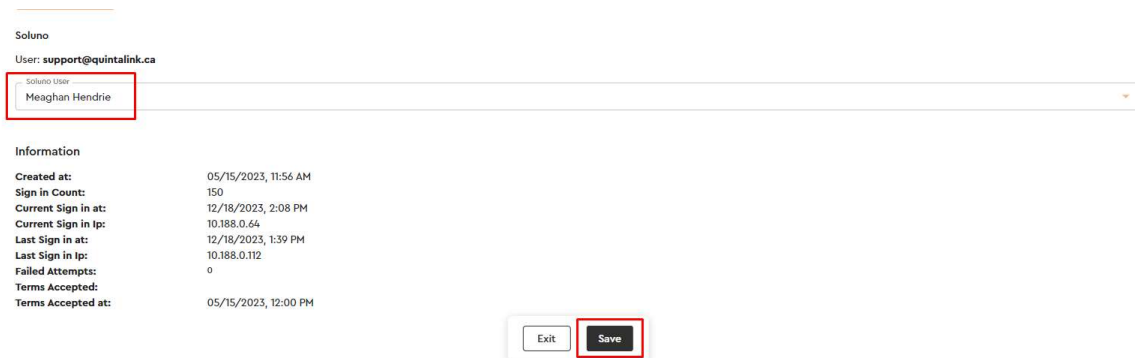 Soluno
User: support@quintalink.ca
Soluno User
Meaghan Hendrie
Information
Created at: 05/15/2023, 11:56 AM
Sign in Count: 150
Current Sign in at: 12/18/2023, 2:08 PM
Current Sign in Ip: 10.188.0.64
Last Sign in at: 12/18/2023, 1:39 PM
Last Sign in Ip: 10.188.0.112
Failed Attempts: 0
Terms Accepted:
Terms Accepted at: 05/15/2023, 12:00 PM
Exit Save